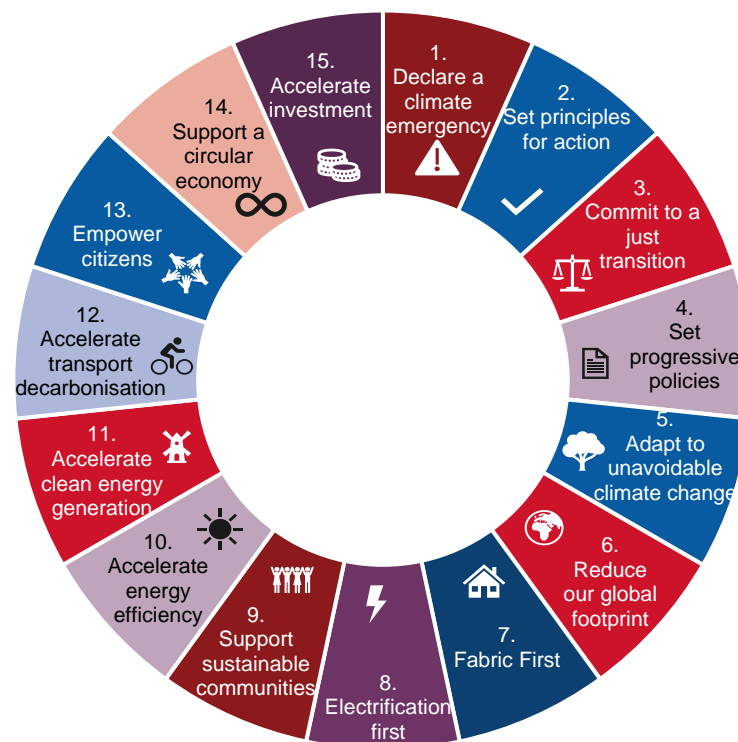 1.
Declare a
climate
emergency
2.
Set principles
for action
3.
Commit to a
just
transition
4.
Set
progressive
policies
5.
Adapt to
unavoidable
climate change
6.
Reduce
our global
footprint
7.
Fabric First
8.
Electrification
first
9.
Support
sustainable
communities
10.
Accelerate
energy
efficiency
11.
Accelerate
clean energy
generation
12.
Accelerate
transport
decarbonisation
13.
Empower
citizens
14.
Support a
circular
economy
15.
Accelerate
investment